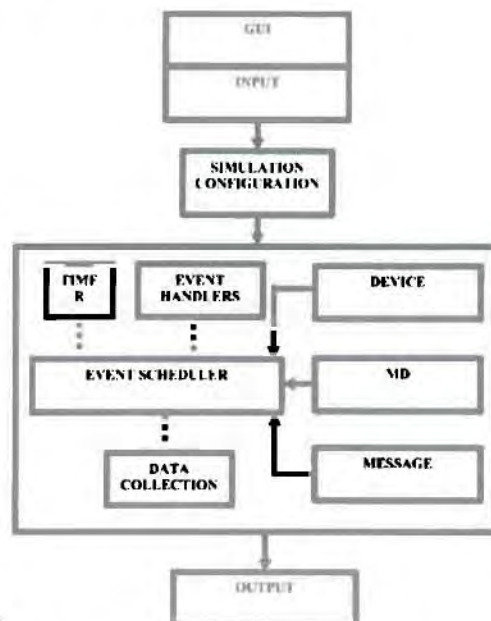 GUI
INPUT
SIMULATION
CONFIGURATION
TIME
R
EVENT
HANDLERS
DEVICE
EVENT SCHEDULER
MD
DATA
COLLECTION
MESSAGE
OUTPUT